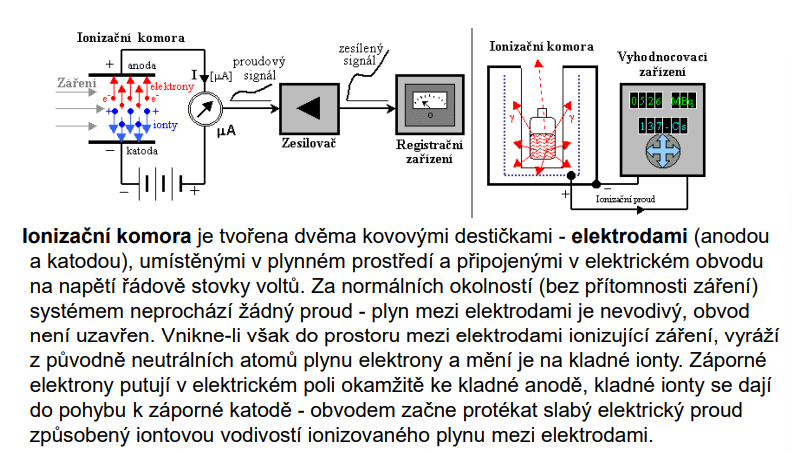 Ionizační komora
+
anoda
Záření
elektrony
e⁻
e⁻
+
+
ionty
−
katoda
−
+
I
[μA]
μA
proudový
signál
Zesilovač
zesílený
signál
Registrační
zařízení
Ionizační komora
γ
γ
+
−
Ionizační proud
Vyhodnocovací
zařízení
0526 MBq
137-Cs
Ionizační komora je tvořena dvěma kovovými destičkami - elektrodami (anodou
a katodou), umístěnými v plynném prostředí a připojenými v elektrickém obvodu
na napětí řádově stovky voltů. Za normálních okolností (bez přítomnosti záření)
systémem neprochází žádný proud - plyn mezi elektrodami je nevodivý, obvod
není uzavřen. Vnikne-li však do prostoru mezi elektrodami ionizující záření, vyráží
z původně neutrálních atomů plynu elektrony a mění je na kladné ionty. Záporné
elektrony putují v elektrickém poli okamžitě ke kladné anodě, kladné ionty se dají
do pohybu k záporné katodě - obvodem začne protékat slabý elektrický proud
způsobený iontovou vodivostí ionizovaného plynu mezi elektrodami.